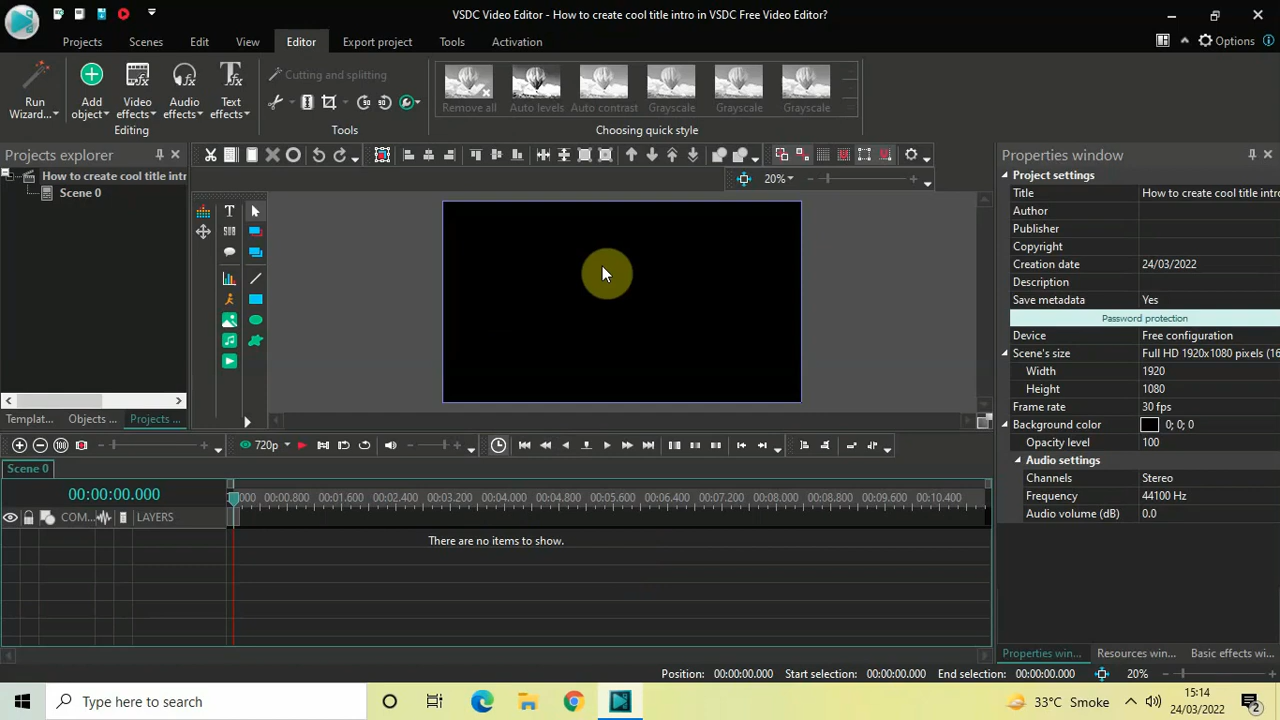 VSDC Video Editor - How to create cool title intro in VSDC Free Video Editor?
Projects Scenes Edit View Editor Export project Tools Activation
Options
Run Wizard...
Add object
Video effects
Audio effects
Text effects
Editing
Cutting and splitting
Tools
Remove all Auto levels Auto contrast Grayscale Grayscale Grayscale
Choosing quick style
Projects explorer
How to create cool title intr
Scene 0
Templat... Objects ... Projects ...
20%
Properties window
Project settings
Title How to create cool title intro
Author
Publisher
Copyright
Creation date 24/03/2022
Description
Save metadata Yes
Password protection
Device Free configuration
Scene's size Full HD 1920x1080 pixels (16
Width 1920
Height 1080
Frame rate 30 fps
Background color 0; 0; 0
Opacity level 100
Audio settings
Channels Stereo
Frequency 44100 Hz
Audio volume (dB) 0.0
Properties win... Resources win... Basic effects wi
720p
Scene 0
00:00:00.000
000 00:00.800 00:01.600 00:02.400 00:03.200 00:04.000 00:04.800 00:05.600 00:06.400 00:07.200 00:08.000 00:08.800 00:09.600 00:10.400
COM... LAYERS
There are no items to show.
Position: 00:00:00.000 Start selection: 00:00:00.000 End selection: 00:00:00.000 20%
Type here to search
33°C Smoke
15:14
24/03/2022
2